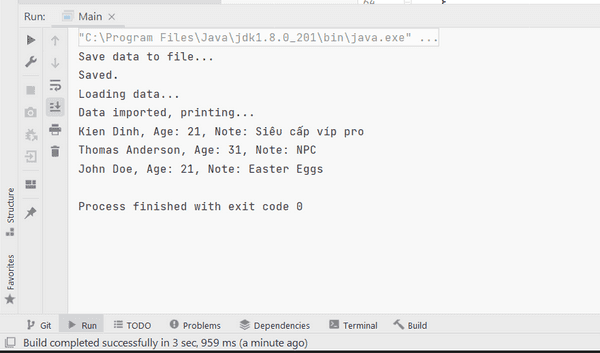 Run: Main ×
"C:\Program Files\Java\jdk1.8.0_201\bin\java.exe" ...
Save data to file...
Saved.
Loading data...
Data imported, printing...
Kien Dinh, Age: 21, Note: Siêu cấp víp pro
Thomas Anderson, Age: 31, Note: NPC
John Doe, Age: 21, Note: Easter Eggs
Process finished with exit code 0
Structure
Favorites
Git Run TODO Problems Dependencies Terminal Build
Build completed successfully in 3 sec, 959 ms (a minute ago)